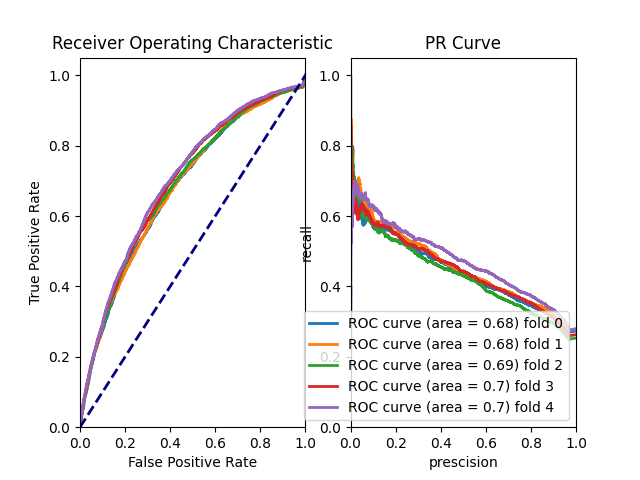 Receiver Operating Characteristic
PR Curve
1.0
0.8
0.6
0.4
0.2
0.0
True Positive Rate
0.0 0.2 0.4 0.6 0.8 1.0
False Positive Rate
1.0
0.8
0.6
0.4
0.2
0.0
recall
ROC curve (area = 0.68) fold 0
ROC curve (area = 0.68) fold 1
ROC curve (area = 0.69) fold 2
ROC curve (area = 0.7) fold 3
ROC curve (area = 0.7) fold 4
0.0 0.2 0.4 0.6 0.8 1.0
prescision